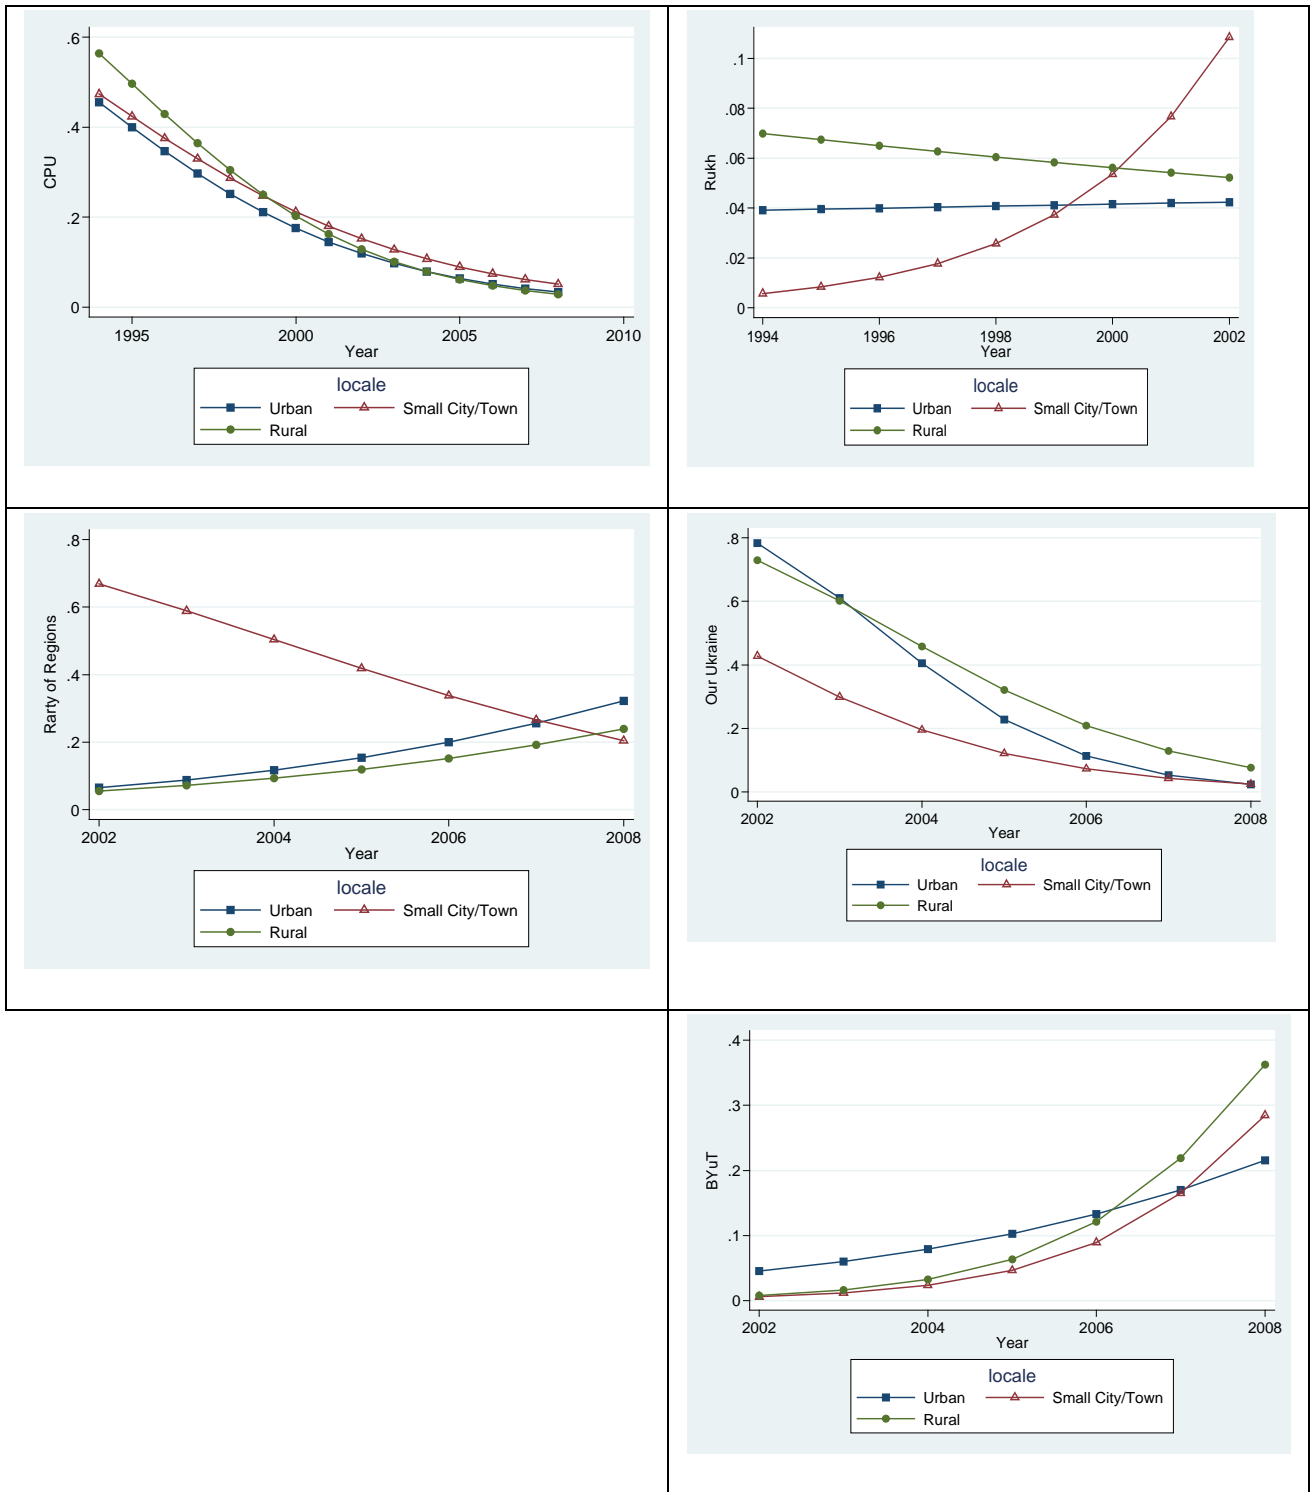 .6
.4
.2
0
CPU
1995 2000 2005 2010
Year
locale
Urban Small City/Town
Rural
.1
.08
.06
.04
.02
0
Rukh
1994 1996 1998 2000 2002
Year
locale
Urban Small City/Town
Rural
.8
.6
.4
.2
0
Rarty of Regions
2002 2004 2006 2008
Year
locale
Urban Small City/Town
Rural
.8
.6
.4
.2
0
Our Ukraine
2002 2004 2006 2008
Year
locale
Urban Small City/Town
Rural
.4
.3
.2
.1
0
BYuT
2002 2004 2006 2008
Year
locale
Urban Small City/Town
Rural